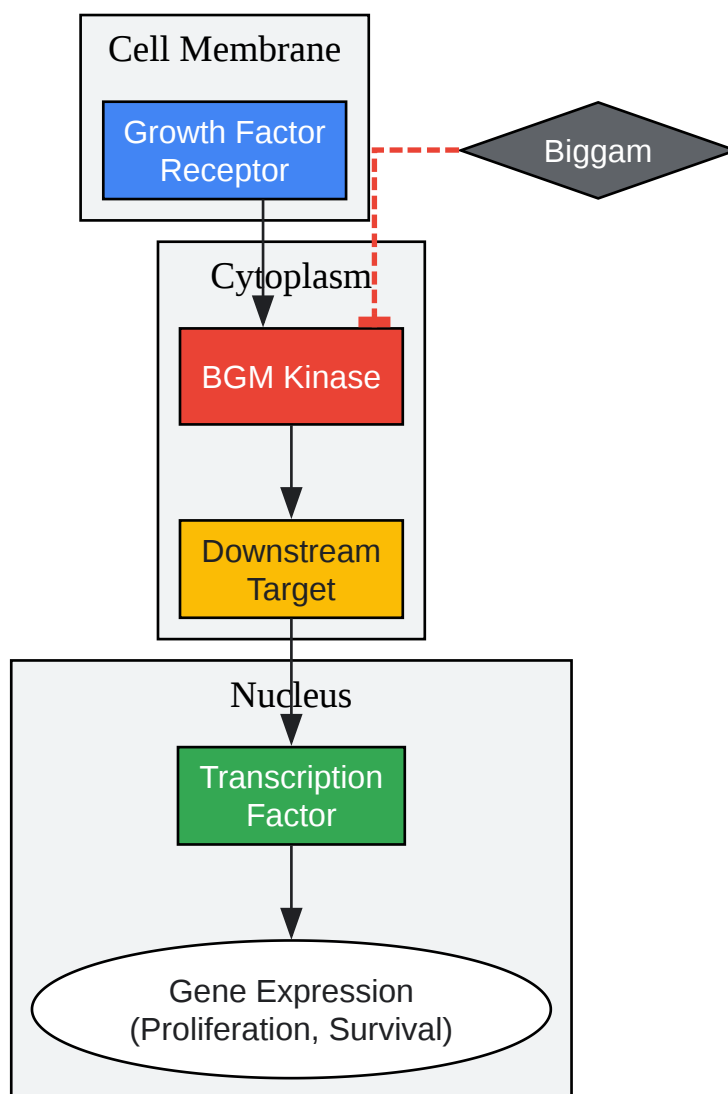 Cell Membrane
Growth Factor
Receptor
Biggam
Cytoplasm
BGM Kinase
Downstream
Target
Nucleus
Transcription
Factor
Gene Expression
(Proliferation, Survival)